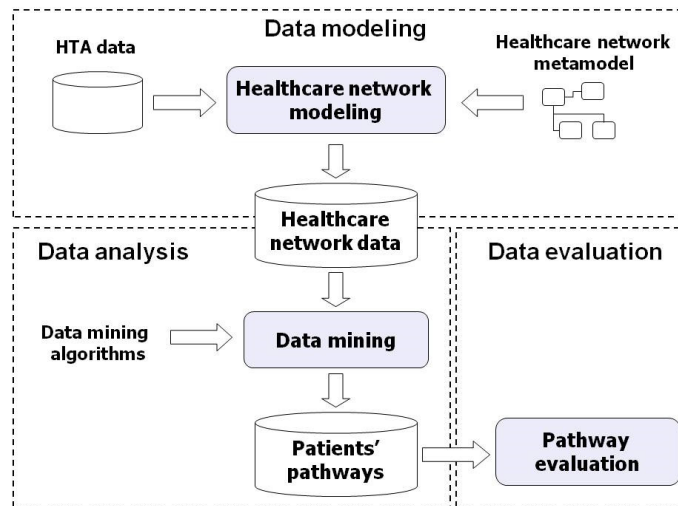 Data modeling
HTA data
Healthcare network
metamodel
Healthcare network
modeling
Healthcare
network data
Data analysis
Data evaluation
Data mining
algorithms
Data mining
Patients'
pathways
Pathway
evaluation